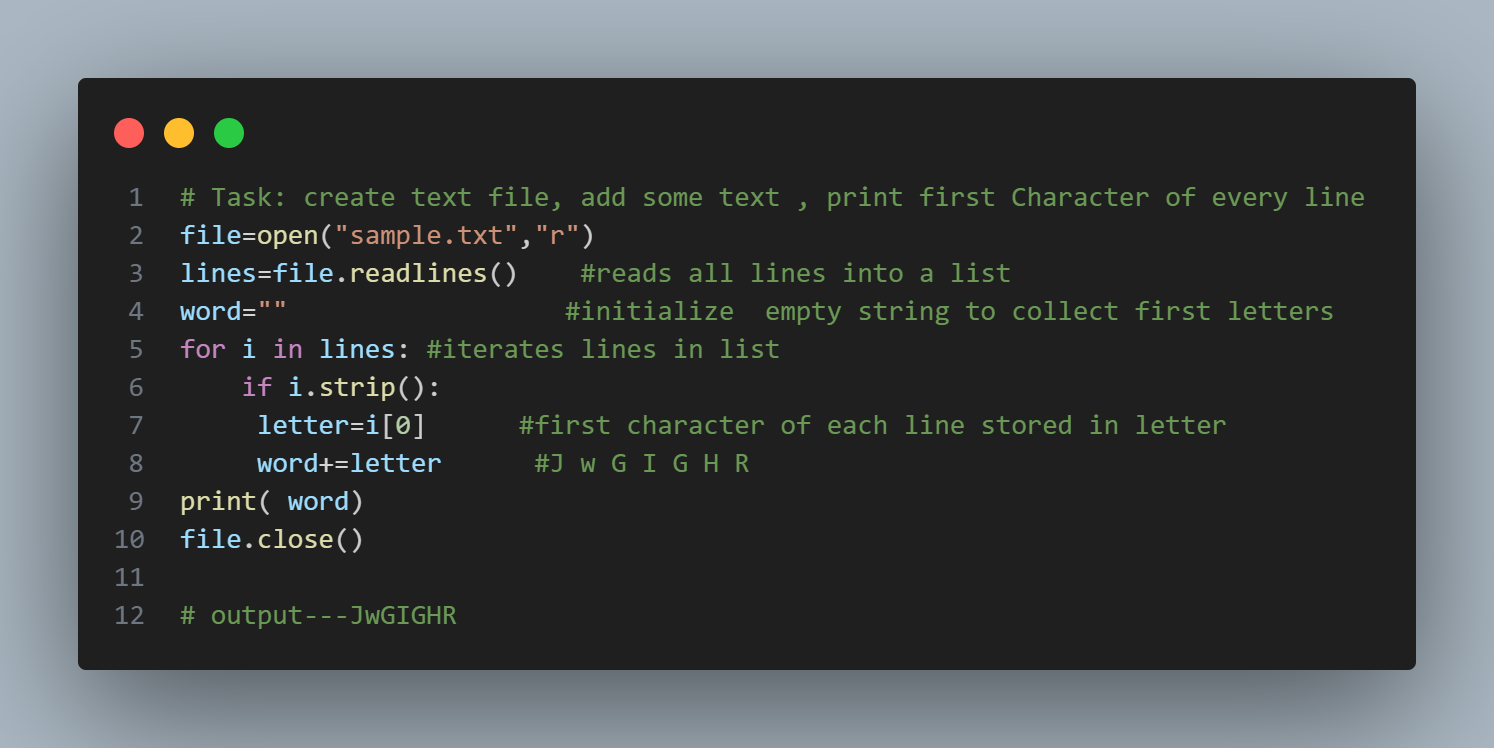 1 # Task: create text file, add some text , print first Character of every line
2 file=open("sample.txt","r")
3 lines=file.readlines()    #reads all lines into a list
4 word=""                  #initialize  empty string to collect first letters
5 for i in lines: #iterates lines in list
6     if i.strip():
7      letter=i[0]      #first character of each line stored in letter
8      word+=letter      #J w G I G H R
9 print( word)
10 file.close()
11
12 # output---JwGIGHR